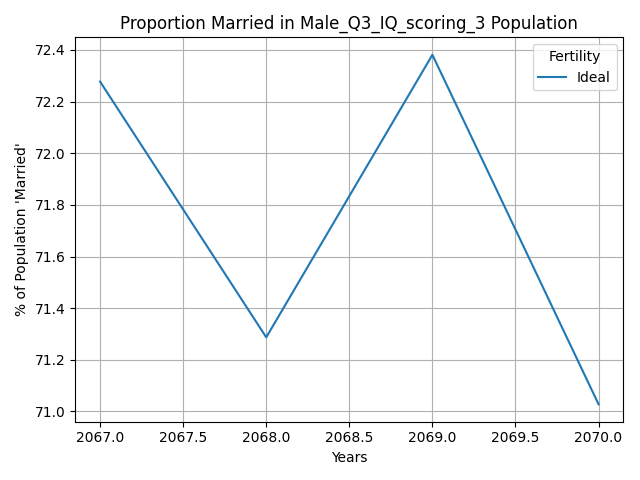 Proportion Married in Male_Q3_IQ_scoring_3 Population
Fertility
Ideal
% of Population 'Married'
72.4
72.2
72.0
71.8
71.6
71.4
71.2
71.0
2067.0 2067.5 2068.0 2068.5 2069.0 2069.5 2070.0
Years